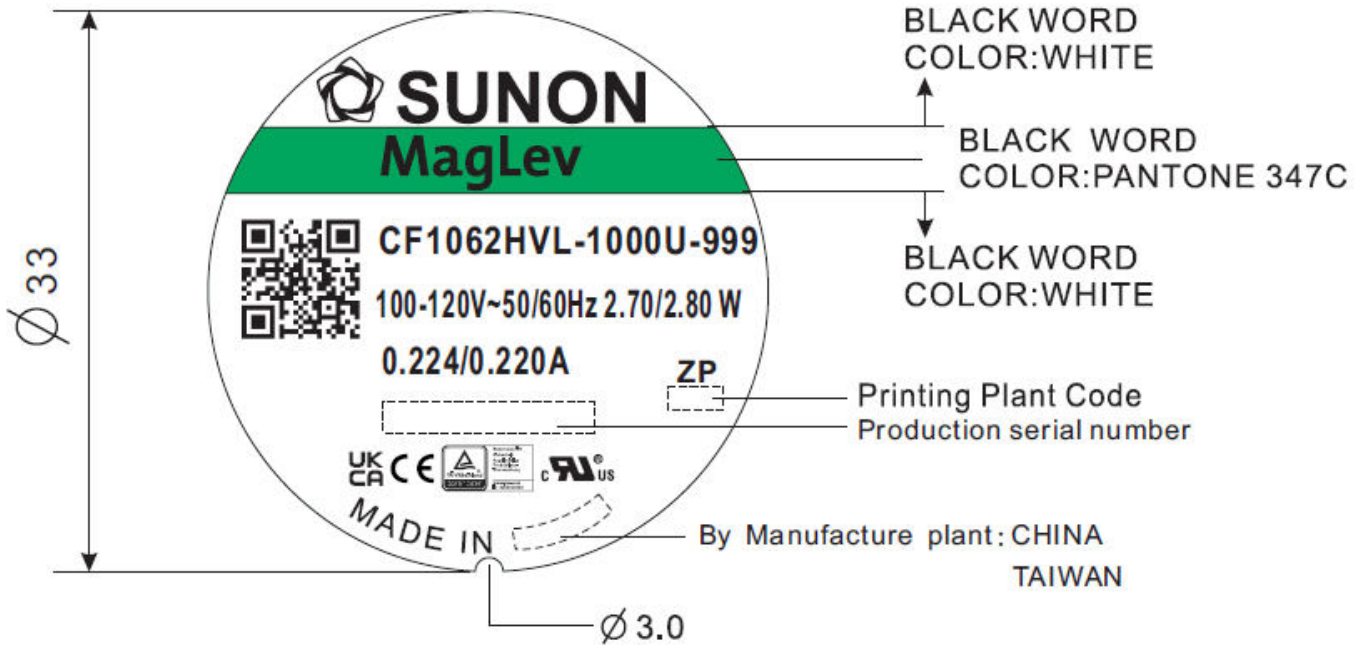 BLACK WORD
COLOR:WHITE
SUNON
MagLev
BLACK WORD
COLOR:PANTONE 347C
CF1062HVL-1000U-999
BLACK WORD
COLOR:WHITE
Ø 33
100-120V~50/60Hz 2.70/2.80 W
0.224/0.220A
ZP
Printing Plant Code
Production serial number
UK
CA CE
c RU ® US
MADE IN
By Manufacture plant: CHINA
TAIWAN
Ø 3.0